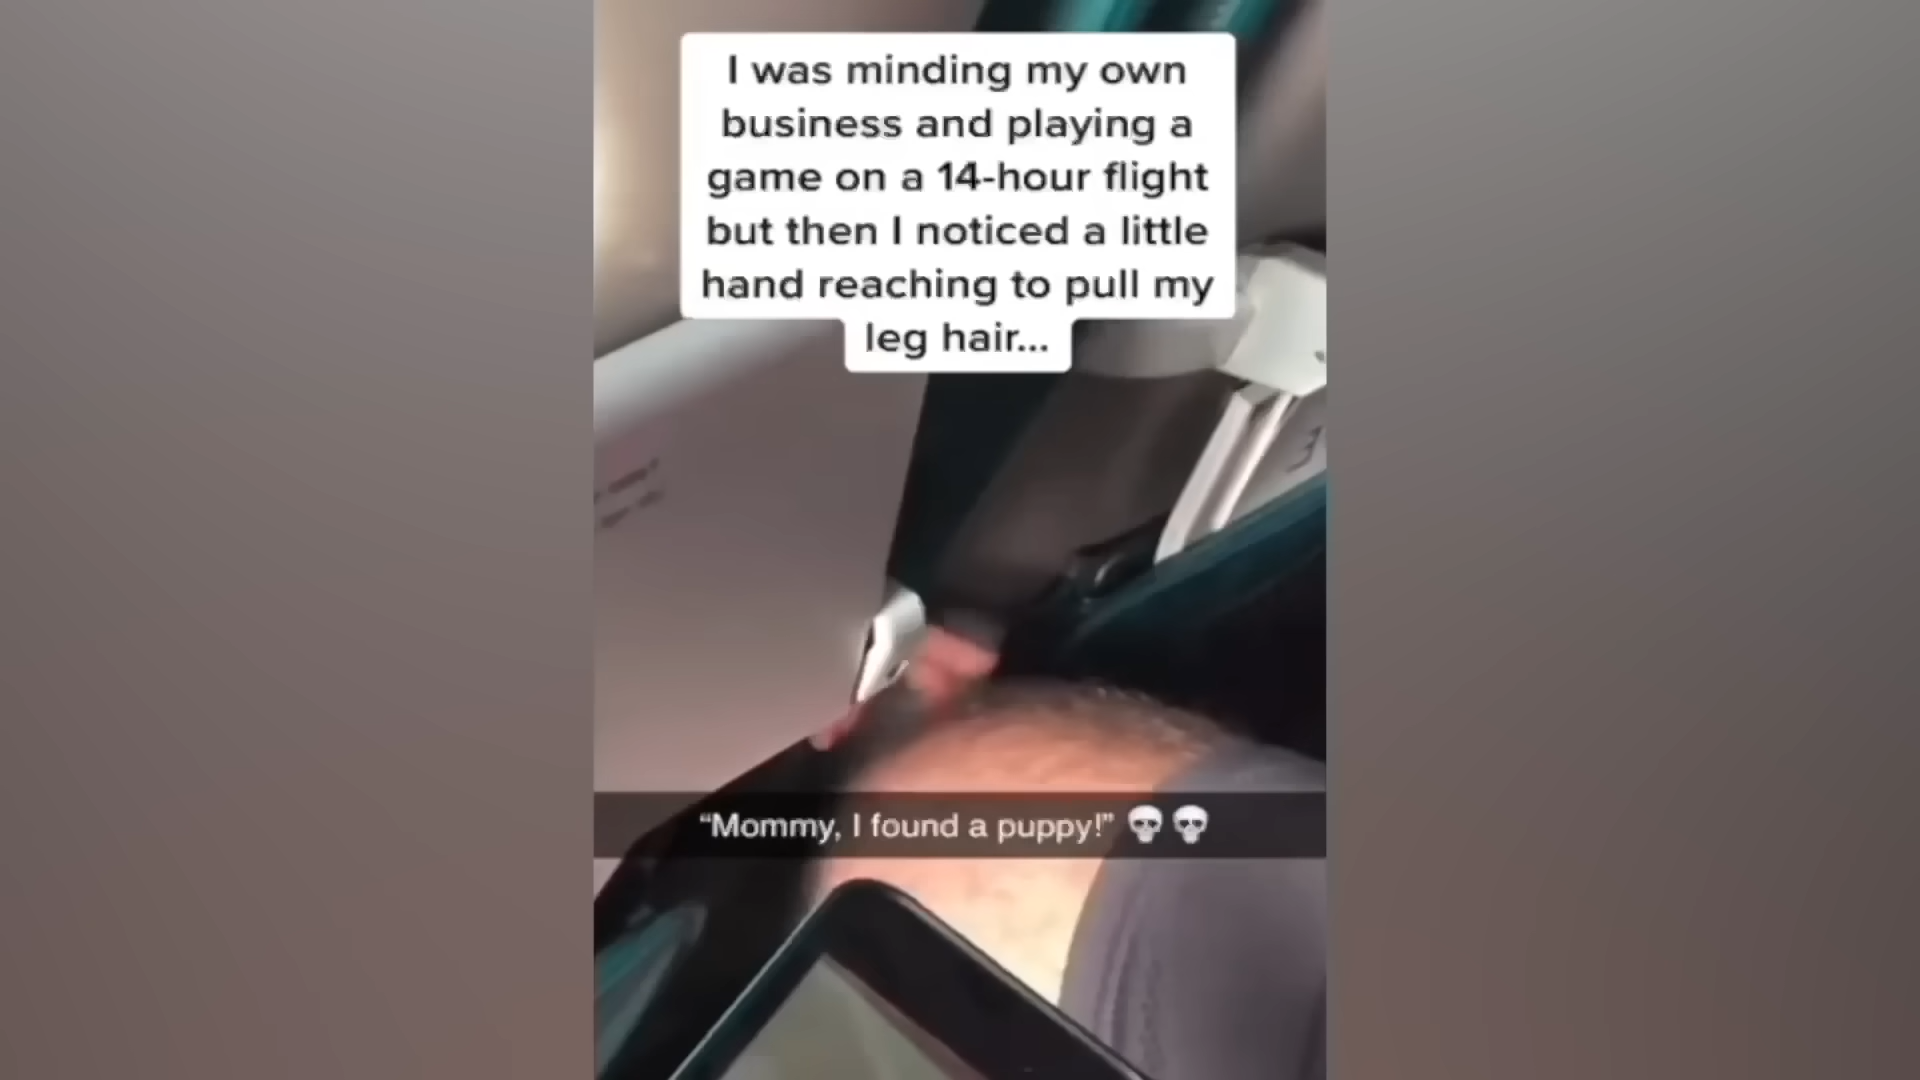 I was minding my own
business and playing a
game on a 14-hour flight
but then I noticed a little
hand reaching to pull my
leg hair...
“Mommy, I found a puppy!” 💀💀